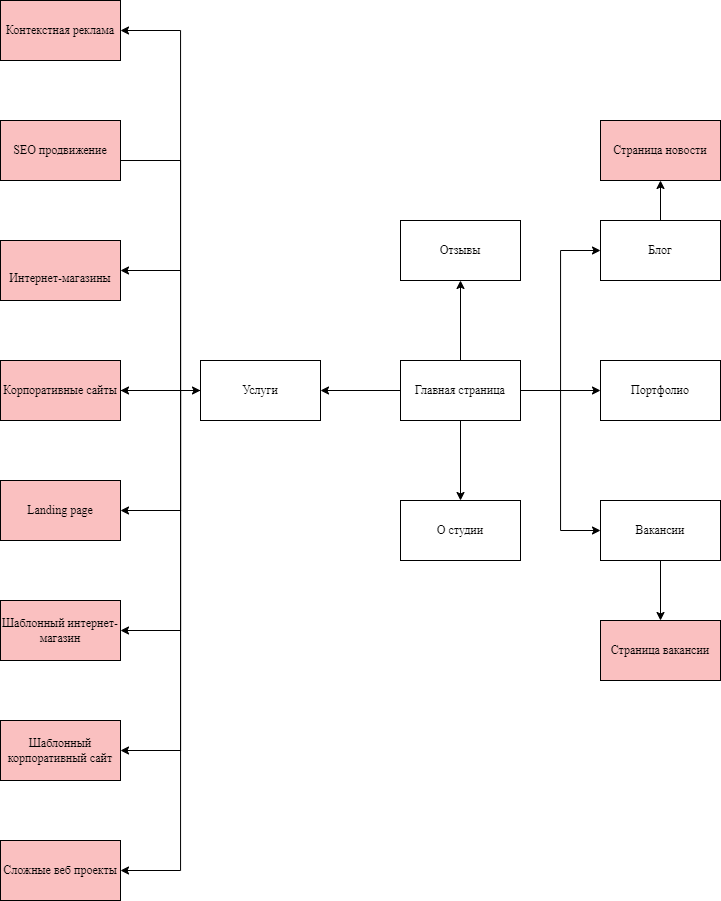 Контекстная реклама
SEO продвижение
Страница новости
Отзывы
Блог
Интернет-магазины
Корпоративные сайты
Услуги
Главная страница
Портфолио
Landing page
О студии
Вакансии
Шаблонный интернет-
магазин
Страница вакансии
Шаблонный
корпоративный сайт
Сложные веб проекты